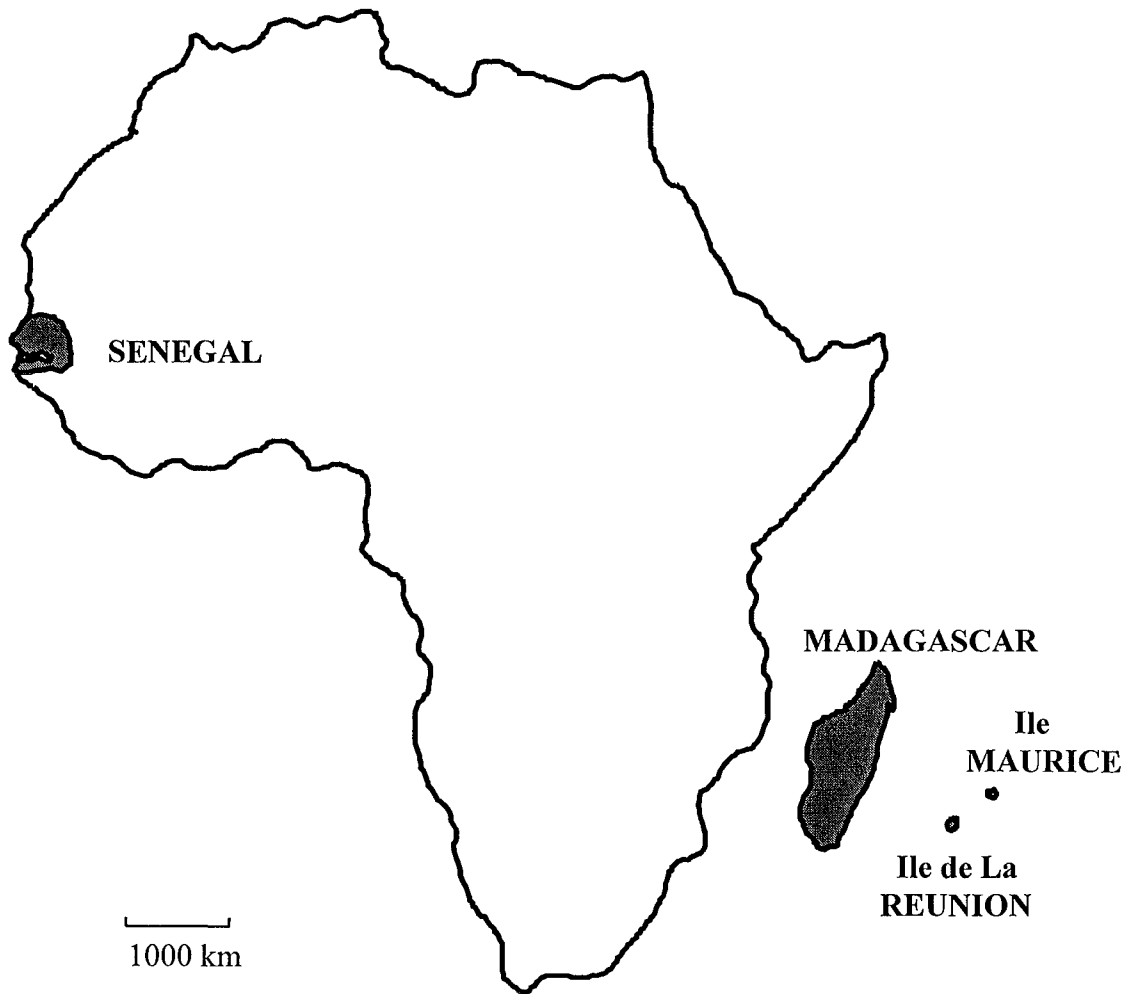 SENEGAL
MADAGASCAR
Ile
MAURICE
Ile de La
REUNION
1000 km